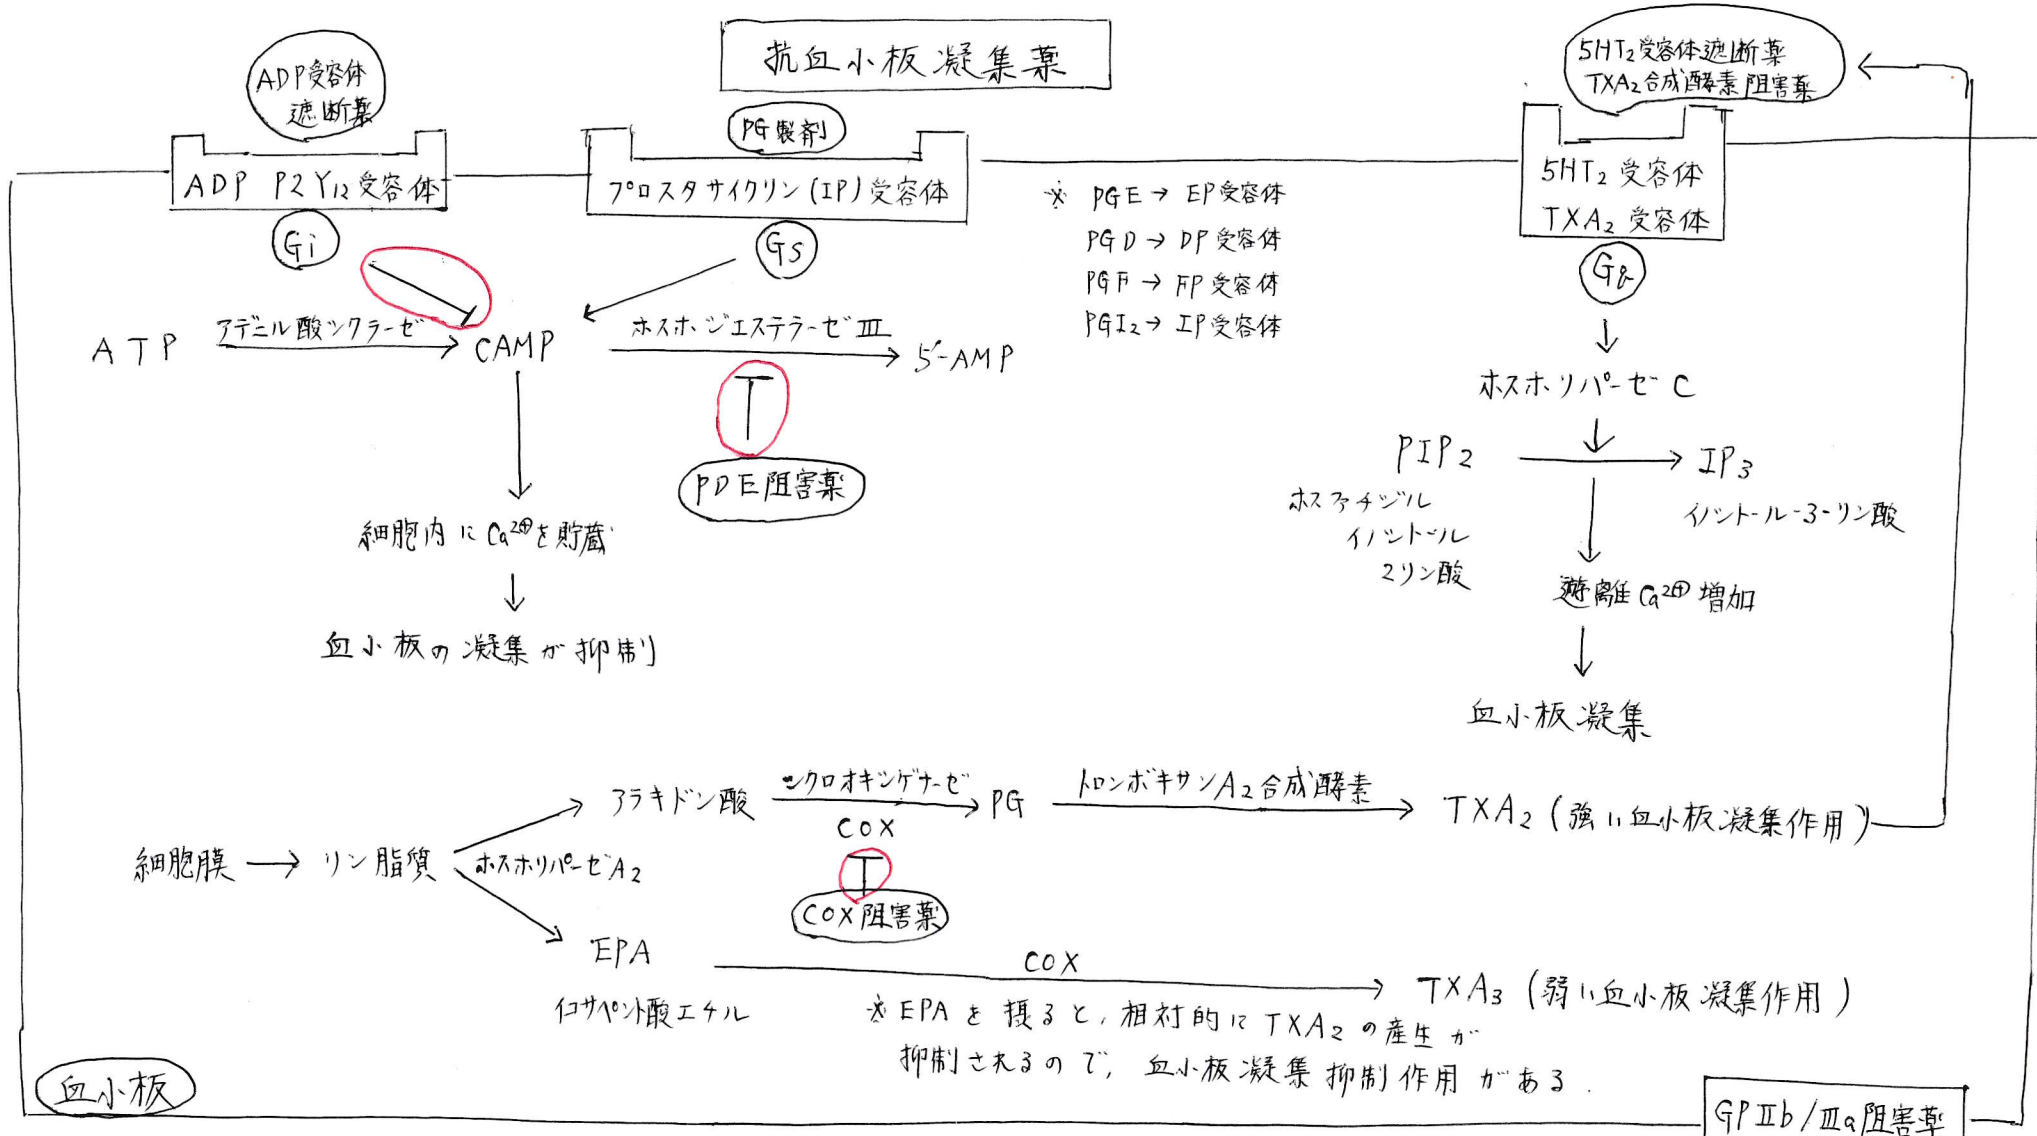 抗血小板凝集薬
ADP受容体
遮断薬
ADP P2Y12受容体
Gi
PG製剤
プロスタサイクリン(IP)受容体
Gs
※ PGE → EP受容体
PGD → DP受容体
PGF → FP受容体
PGI2 → IP受容体
5HT2受容体遮断薬
TXA2合成酵素阻害薬
5HT2受容体
TXA2受容体
Gq
ATP
アデニル酸シクラーゼ
CAMP
ホスホジエステラーゼⅢ
5'-AMP
PDE阻害薬
細胞内にCa2+を貯蔵
血小板の凝集が抑制
ホスホリパーゼC
PIP2
IP3
ホスファチジル
イノシトール
2リン酸
イノシトール-3-リン酸
遊離Ca2+増加
血小板凝集
細胞膜 → リン脂質
ホスホリパーゼA2
アラキドン酸
シクロオキシゲナーゼ
COX
COX阻害薬
PG
トロンボキサンA2合成酵素
TXA2 (強い血小板凝集作用)
EPA
イコサペント酸エチル
COX
TXA3 (弱い血小板凝集作用)
※EPAを摂ると,相対的にTXA2の産生が
抑制されるので, 血小板凝集抑制作用がある.
血小板
GPⅡb/Ⅲa阻害薬